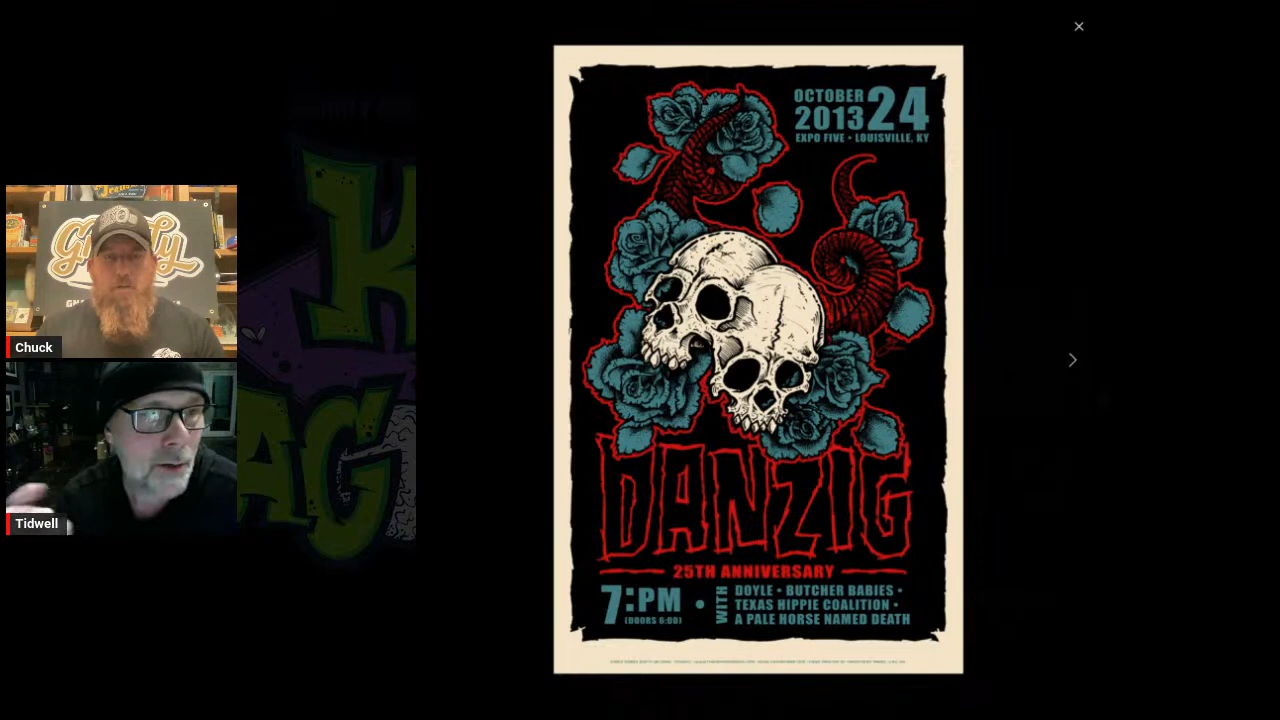 Chuck
Tidwell
OCTOBER
2013
24
EXPO FIVE • LOUISVILLE, KY
DANZIG
25TH ANNIVERSARY
7:PM
(DOORS 6:00)
• WITH
DOYLE • BUTCHER BABIES •
TEXAS HIPPIE COALITION •
A PALE HORSE NAMED DEATH